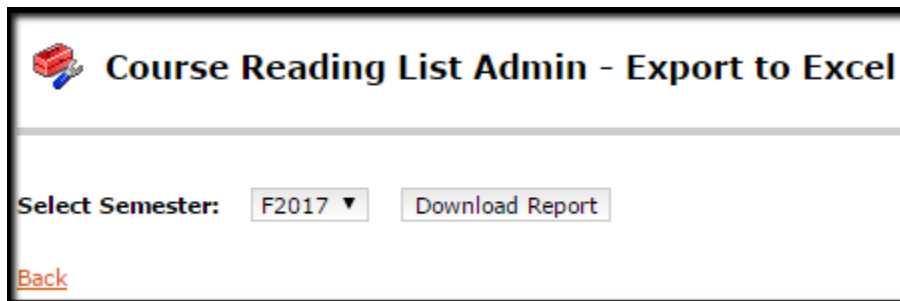 Course Reading List Admin - Export to Excel
Select Semester: F2017 Download Report
Back